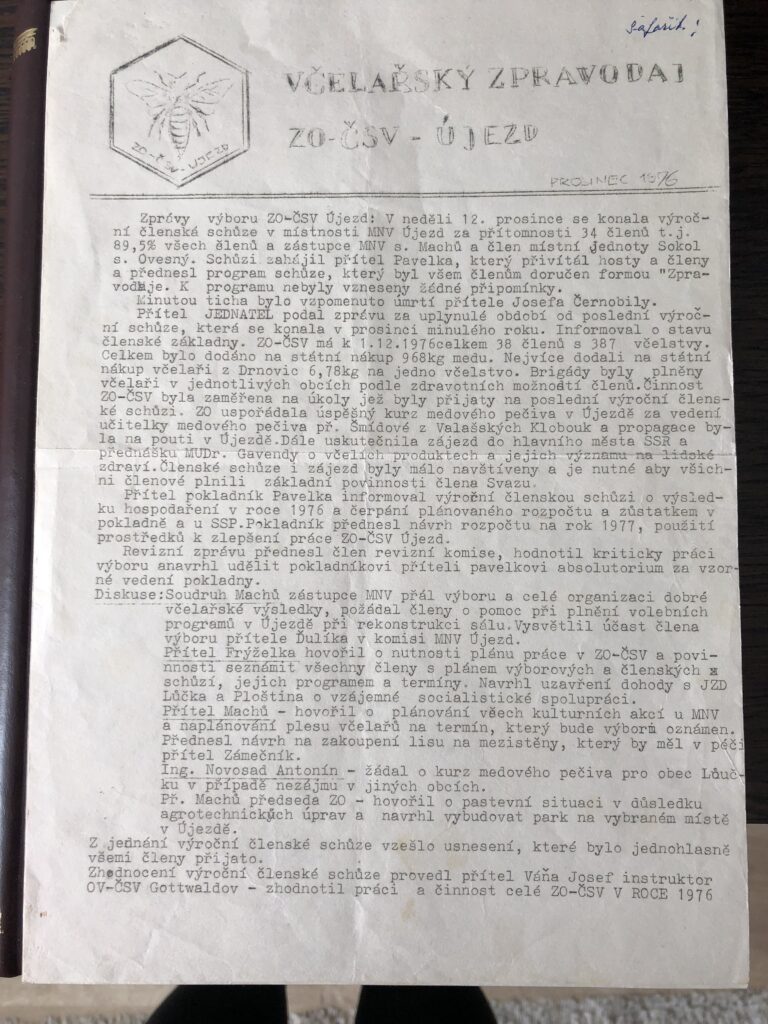 Šafařík!
VČELAŘSKÝ ZPRAVODAJ
ZO-ČSV - ÚJEZD
ZO-ČSV-ÚJEZD
PROSINEC 1976
Zprávy výboru ZO-ČSV Újezd: V neděli 12. prosince se konala výroč-
ní členská schůze v místnosti MNV Újezd za přítomnosti 34 členů t.j.
89,5% všech členů a zástupce MNV s. Machů a člen místní Jednoty Sokol
s. Ovesný. Schůzi zahájil přítel Pavelka, který přivítál hosty a členy
a přednesl program schůze, který byl všem členům doručen formou "Zpra-
vodaje. K programu nebyly vzneseny žádné připomínky.
Minutou ticha bylo vzpomenuto úmrtí přítele Josefa Černobily.
Přítel JEDNATEL podal zprávu za uplynulé období od poslední výroč-
ní schůze, která se konala v prosinci minulého roku. Informoval o stavu
členské základny. ZO-ČSV má k 1.12.1976celkem 38 členů s 387 včelstvy.
Celkem bylo dodáno na státní nákup 968kg medu. Nejvíce dodali na státní
nákup včelaři z Drnovic 6,78kg na jedno včelstvo. Brigády byly plněny
včelaři v jednotlivých obcích podle zdravotních možností členů.Činnost
ZO-ČSV byla zaměřena na úkoly jež byly přijaty na poslední výroční člens-
ké schůzi. ZO uspořádala úspěšný kurz medového pečiva v Újezdě za vedení
učitelky medového pečiva př. Šmídové z Valašských Klobouk a propagace by-
la na pouti v Újezdě.Dále uskutečnila zájezd do hlavního města SSR a
přednášku MUDr. Gavendy o včelích produktech a jejich významu na lidské
zdraví.Členské schůze i zájezd byly málo navštíveny a je nutné aby všich-
ni členové plnili základní povinnosti člena Svazu.
Přítel pokladník Pavelka informoval výroční členskou schůzi o výsled-
ku hospodaření v roce 1976 a čerpání plánovaného rozpočtu a zůstatkem v
pokladně a u SSP.Pokladník přednesl návrh rozpočtu na rok 1977, použití
prostředků k zlepšení práce ZO-ČSV Újezd.
Revizní zprávu přednesl člen revizní komise, hodnotil kriticky práci
výboru anavrhl udělit pokladníkovi příteli pavelkovi absolutorium za vzor-
né vedení pokladny.
Diskuse:Soudruh Machů zástupce MNV přál výboru a celé organizaci dobré
včelařské výsledky, požádal členy o pomoc při plnění volebních
programů v Újezdě při rekonstrukci sálu.Vysvětlil účast člena
výboru přítele Ďulíka v komisi MNV Újezd.
Přítel Frýželka hovořil o nutnosti plánu práce v ZO-ČSV a povi-
nnosti seznámit všechny členy s plánem výborových a členských x
schůzí, jejich programem a termíny. Navrhl uzavření dohody s JZD
Lůčka a Ploština o vzájemné socialistické spolupráci.
Přítel Machů - hovořil o plánování všech kulturních akcí u MNV
a naplánování plesu včelařů na termín, který bude výborm oznámen.
Přednesl návrh na zakoupení lisu na mezistěny, který by měl v péči
přítel Zámečník.
Ing. Novosad Antonín - žádal o kurz medového pečiva pro obec Lůuč-
ku v případě nezájmu v jiných obcích.
Př. Machů předseda ZO - hovořil o pastevní situaci v důsledku
agrotechnických úprav a navrhl vybudovat park na vybraném místě
v Újezdě.
Z jednání výroční členské schůze vzešlo usnesení, které bylo jednohlasně
všemi členy přijato.
Zhodnocení výroční členské schůze provedl přítel Váňa Josef instruktor
OV-ČSV Gottwaldov - zhodnotil práci a činnost celé ZO-ČSV V ROCE 1976